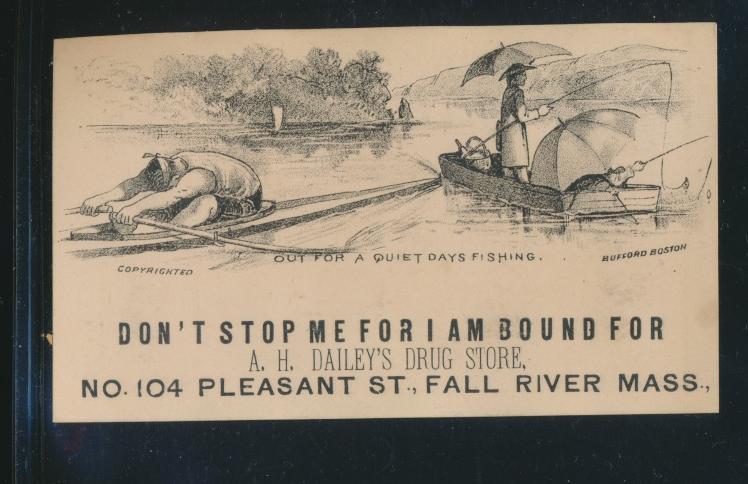 OUT FOR A QUIET DAYS FISHING.
COPYRIGHTED
BUFFORD BOSTON
DON'T STOP ME FOR I AM BOUND FOR
A. H. DAILEY'S DRUG STORE,
NO. 104 PLEASANT ST., FALL RIVER MASS.,